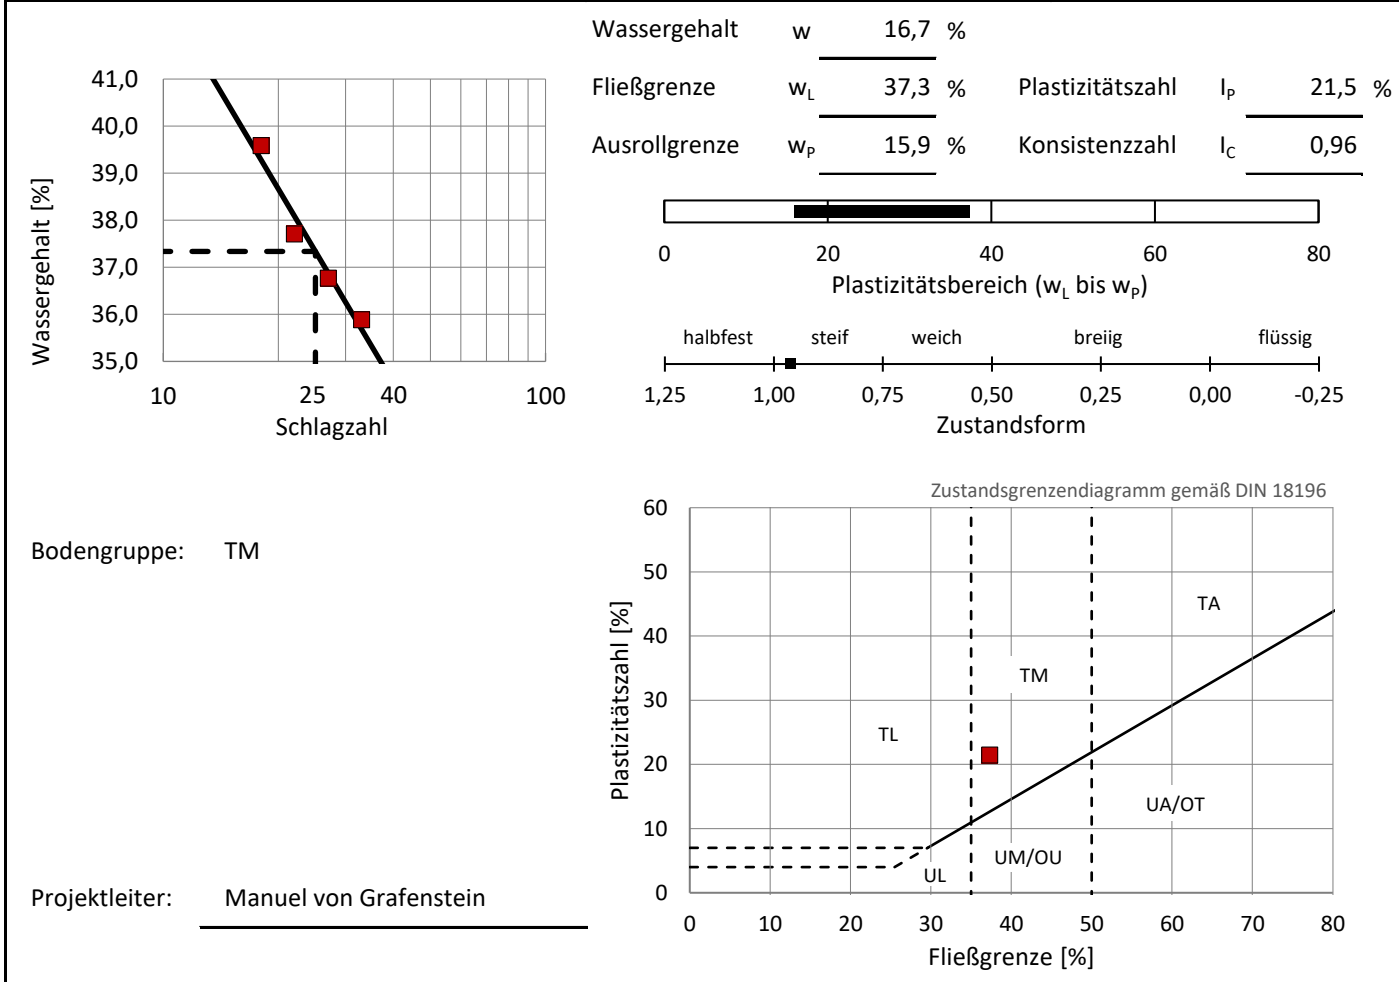 Wassergehalt w 16,7 %
Fließgrenze wL 37,3 % Plastizitätszahl IP 21,5 %
Ausrollgrenze wP 15,9 % Konsistenzzahl IC 0,96
41,0
40,0
39,0
38,0
37,0
36,0
35,0
Wassergehalt [%]
10 25 40 100
Schlagzahl
0 20 40 60 80
Plastizitätsbereich (wL bis wP)
halbfest steif weich breiig flüssig
1,25 1,00 0,75 0,50 0,25 0,00 -0,25
Zustandsform
Bodengruppe: TM
Zustandsgrenzendiagramm gemäß DIN 18196
60
50
40
30
20
10
0
Plastizitätszahl [%]
TA
TM
TL
UA/OT
UM/OU
UL
0 10 20 30 40 50 60 70 80
Fließgrenze [%]
Projektleiter: Manuel von Grafenstein